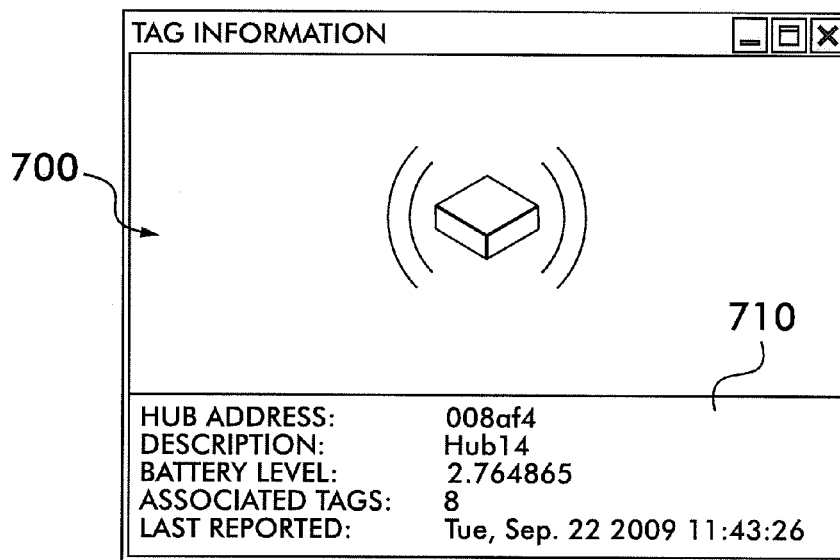 TAG INFORMATION
700
710
HUB ADDRESS: 008af4
DESCRIPTION: Hub14
BATTERY LEVEL: 2.764865
ASSOCIATED TAGS: 8
LAST REPORTED: Tue, Sep. 22 2009 11:43:26